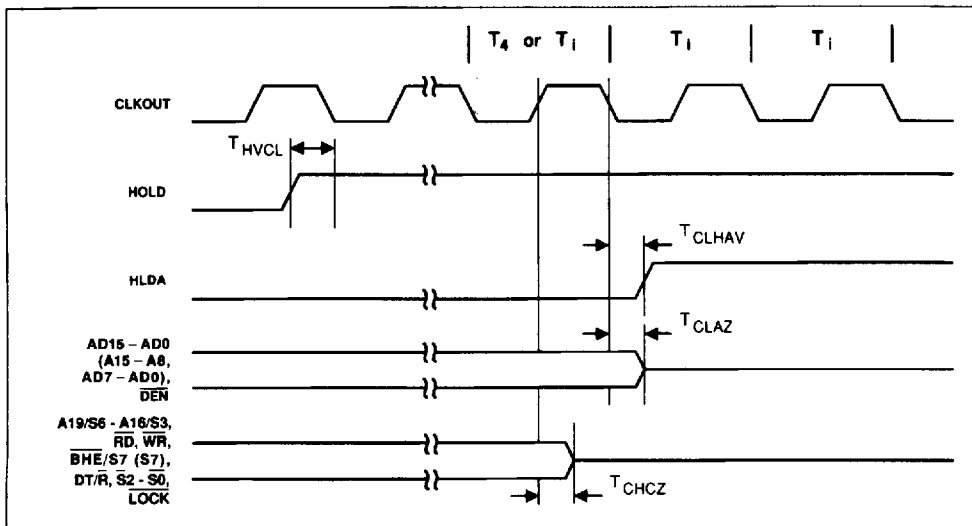 T4 or Ti
Ti
Ti
CLKOUT
THVCL
HOLD
TCLHAV
HLDA
TCLAZ
AD15 – AD0
(A15 – A8,
AD7 – AD0),
DEN
A19/S6 - A16/S3,
RD, WR,
BHE/S7 (S7),
DT/R, S2 - S0,
LOCK
TCHCZ